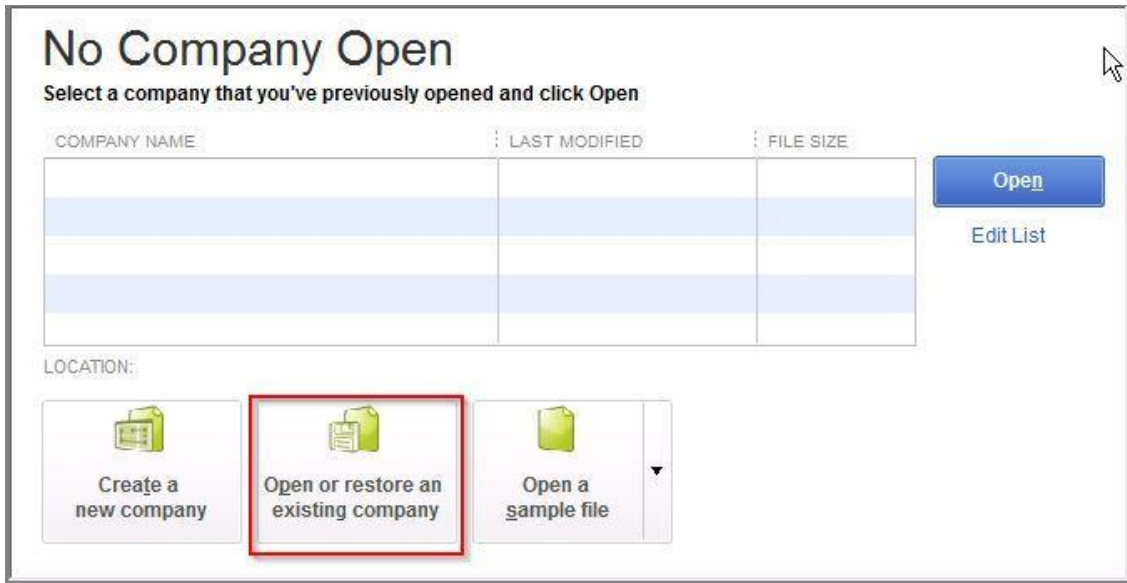 No Company Open
Select a company that you've previously opened and click Open
COMPANY NAME LAST MODIFIED FILE SIZE
Open
Edit List
LOCATION:
Create a
new company
Open or restore an
existing company
Open a
sample file